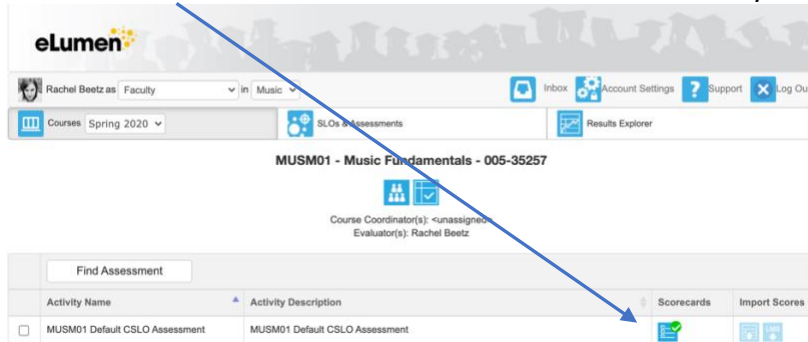 eLumen
Rachel Beetz as Faculty in Music Inbox Account Settings ? Support X Log Ou
Courses Spring 2020 SLOs & Assessments Results Explorer
MUSM01 - Music Fundamentals - 005-35257
Course Coordinator(s): <unassigned>
Evaluator(s): Rachel Beetz
Find Assessment
Activity Name Activity Description Scorecards Import Scores
MUSM01 Default CSLO Assessment MUSM01 Default CSLO Assessment